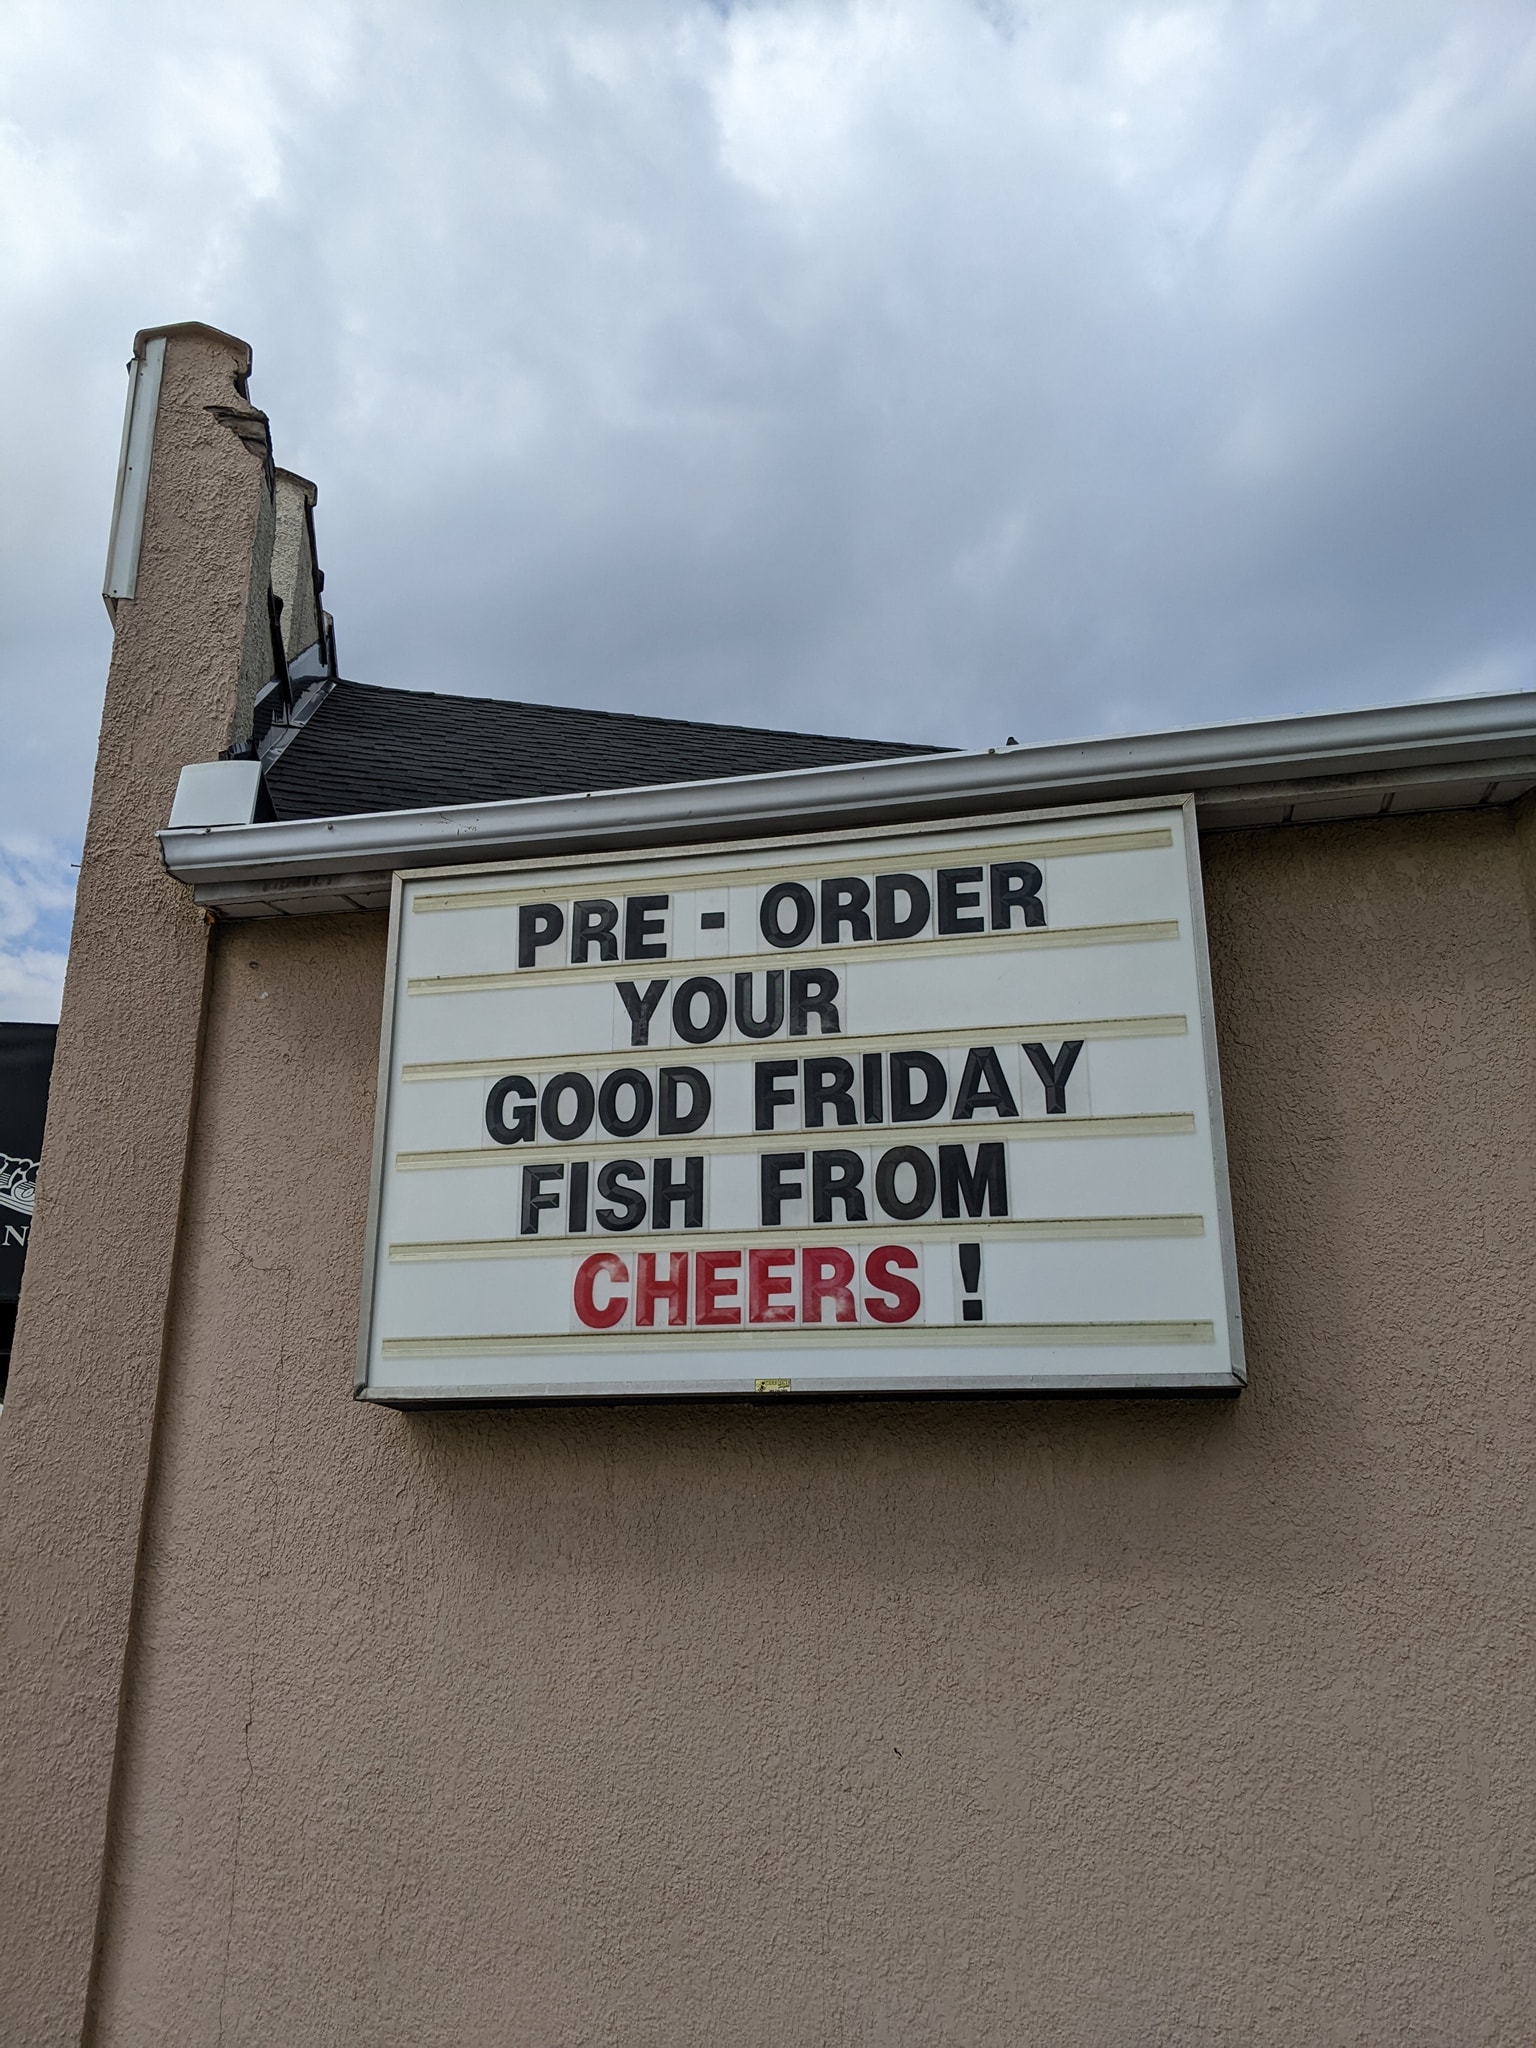 PRE - ORDER
YOUR
GOOD FRIDAY
FISH FROM
CHEERS !
N